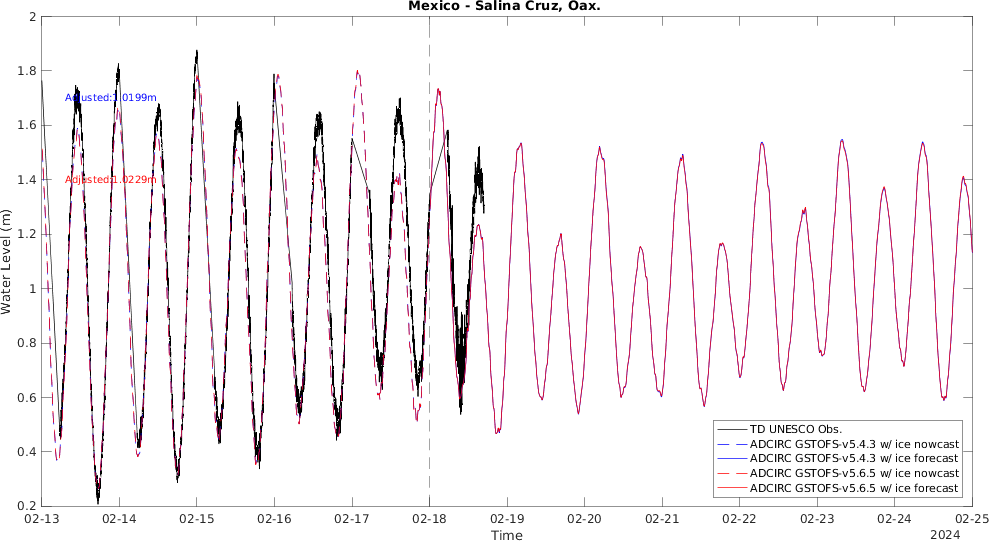 Mexico - Salina Cruz, Oax.
2
1.8
1.6
1.4
1.2
1
0.8
0.6
0.4
0.2
Water Level (m)
Adjusted:1.0199m
Adjusted:1.0229m
TD UNESCO Obs.
ADCIRC GSTOFS-v5.4.3 w/ ice nowcast
ADCIRC GSTOFS-v5.4.3 w/ ice forecast
ADCIRC GSTOFS-v5.6.5 w/ ice nowcast
ADCIRC GSTOFS-v5.6.5 w/ ice forecast
02-13 02-14 02-15 02-16 02-17 02-18 02-19 02-20 02-21 02-22 02-23 02-24 02-25
Time
2024